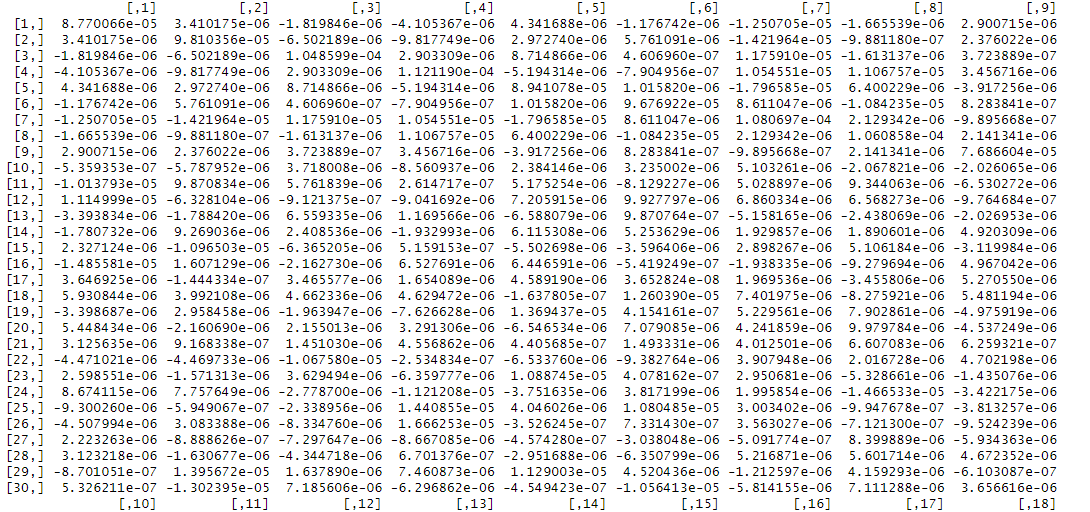 [,1] [,2] [,3] [,4] [,5] [,6] [,7] [,8] [,9]
[1,] 8.770066e-05 3.410175e-06 -1.819846e-06 -4.105367e-06 4.341688e-06 -1.176742e-06 -1.250705e-05 -1.665539e-06 2.900715e-06
[2,] 3.410175e-06 9.810356e-05 -6.502189e-06 -9.817749e-06 2.972740e-06 5.761091e-06 -1.421964e-05 -9.881180e-07 2.376022e-06
[3,] -1.819846e-06 -6.502189e-06 1.048599e-04 2.903309e-06 8.714866e-06 4.606960e-07 1.175910e-05 -1.613137e-06 3.723889e-07
[4,] -4.105367e-06 -9.817749e-06 2.903309e-06 1.121190e-04 -5.194314e-06 -7.904956e-07 1.054551e-05 1.106757e-05 3.456716e-06
[5,] 4.341688e-06 2.972740e-06 8.714866e-06 -5.194314e-06 8.941078e-05 1.015820e-06 -1.796585e-05 6.400229e-06 -3.917256e-06
[6,] -1.176742e-06 5.761091e-06 4.606960e-07 -7.904956e-07 1.015820e-06 9.676922e-05 8.611047e-06 -1.084235e-05 8.283841e-07
[7,] -1.250705e-05 -1.421964e-05 1.175910e-05 1.054551e-05 -1.796585e-05 8.611047e-06 1.080697e-04 2.129342e-06 -9.895668e-07
[8,] -1.665539e-06 -9.881180e-07 -1.613137e-06 1.106757e-05 6.400229e-06 -1.084235e-05 2.129342e-06 1.060858e-04 2.141341e-06
[9,] 2.900715e-06 2.376022e-06 3.723889e-07 3.456716e-06 -3.917256e-06 8.283841e-07 -9.895668e-07 2.141341e-06 7.686604e-05
[10,] -5.359353e-07 -5.787952e-06 3.718008e-06 -8.560937e-07 2.384146e-06 3.235002e-06 5.103261e-06 -2.067821e-06 -2.026065e-06
[11,] -1.013793e-05 9.870834e-06 5.761839e-06 2.614717e-07 5.175254e-06 -8.129227e-06 5.028897e-07 9.344063e-06 -6.530272e-06
[12,] 1.114999e-05 -6.328104e-06 -9.121375e-07 -9.041692e-06 7.205915e-06 9.927797e-06 6.860334e-06 6.568273e-06 -9.764684e-07
[13,] -3.393834e-06 -1.788420e-06 6.559335e-06 1.169566e-06 -6.588079e-06 9.870764e-07 -5.158165e-06 -2.438069e-06 -2.026953e-06
[14,] -1.780732e-06 9.269036e-06 2.408536e-06 -1.932993e-06 6.115308e-06 5.253629e-06 1.929857e-06 1.890601e-06 4.920309e-06
[15,] 2.327124e-06 -1.096503e-05 -6.365205e-06 5.159153e-07 -5.502698e-06 -3.596406e-06 2.898267e-06 5.106184e-06 -3.119984e-06
[16,] -1.485581e-05 1.607129e-06 -2.162730e-06 6.527691e-06 6.446591e-06 -5.419249e-07 -1.938335e-06 -9.279694e-06 4.967042e-06
[17,] 3.646925e-06 -1.444334e-07 3.465577e-06 1.654089e-06 4.589190e-06 3.652824e-08 1.969536e-06 -3.455806e-06 5.270550e-06
[18,] 5.930844e-06 3.992108e-06 4.662336e-06 4.629472e-06 -1.637805e-07 1.260390e-05 7.401975e-06 -8.275921e-06 5.481194e-06
[19,] -3.398687e-06 2.958458e-06 -1.963947e-06 -7.626628e-06 1.369437e-05 4.154161e-07 5.229561e-06 7.902861e-06 -4.975919e-06
[20,] 5.448434e-06 -2.160690e-06 2.155013e-06 3.291306e-06 -6.546534e-06 7.079085e-06 4.241859e-06 9.979784e-06 -4.537249e-06
[21,] 3.125635e-06 9.168338e-07 1.451030e-06 4.556862e-06 4.405685e-07 1.493331e-06 4.012501e-06 6.607083e-06 6.259321e-07
[22,] -4.471021e-06 -4.469733e-06 -1.067580e-05 -2.534834e-07 -6.533760e-06 -9.382764e-06 3.907948e-06 2.016728e-06 4.702198e-06
[23,] 2.598551e-06 -1.571313e-06 3.629494e-06 -6.359777e-06 1.088745e-05 4.078162e-07 2.950681e-06 -5.328661e-06 -1.435076e-06
[24,] 8.674115e-06 7.757649e-06 -2.778700e-06 -1.121208e-05 -3.751635e-06 3.817199e-06 1.995854e-06 -1.466533e-05 -3.422175e-06
[25,] -9.300260e-06 -5.949067e-07 -2.338956e-06 1.440855e-05 4.046026e-06 1.080485e-05 3.003402e-06 -9.947678e-07 -3.813257e-06
[26,] -4.507994e-06 3.083388e-06 -8.334760e-06 1.666253e-05 -3.526245e-07 7.331430e-07 3.563027e-06 -7.121300e-07 -9.524239e-06
[27,] 2.223263e-06 -8.888626e-07 -7.297647e-06 -8.667085e-06 -4.574280e-07 -3.038048e-06 -5.091774e-07 8.399889e-06 -5.934363e-06
[28,] 3.123218e-06 -1.630677e-06 -4.344718e-06 6.701376e-07 -2.951688e-06 -6.350799e-06 5.216871e-06 5.601714e-06 4.672352e-06
[29,] -8.701051e-07 1.395672e-05 1.637890e-06 7.460873e-06 1.129003e-05 4.520436e-06 -1.212597e-06 4.159293e-06 -6.103087e-07
[30,] 5.326211e-07 -1.302395e-05 7.185606e-06 -6.296862e-06 -4.549423e-07 -1.056413e-05 -5.814155e-06 7.111288e-06 3.656616e-06
[,10] [,11] [,12] [,13] [,14] [,15] [,16] [,17] [,18]